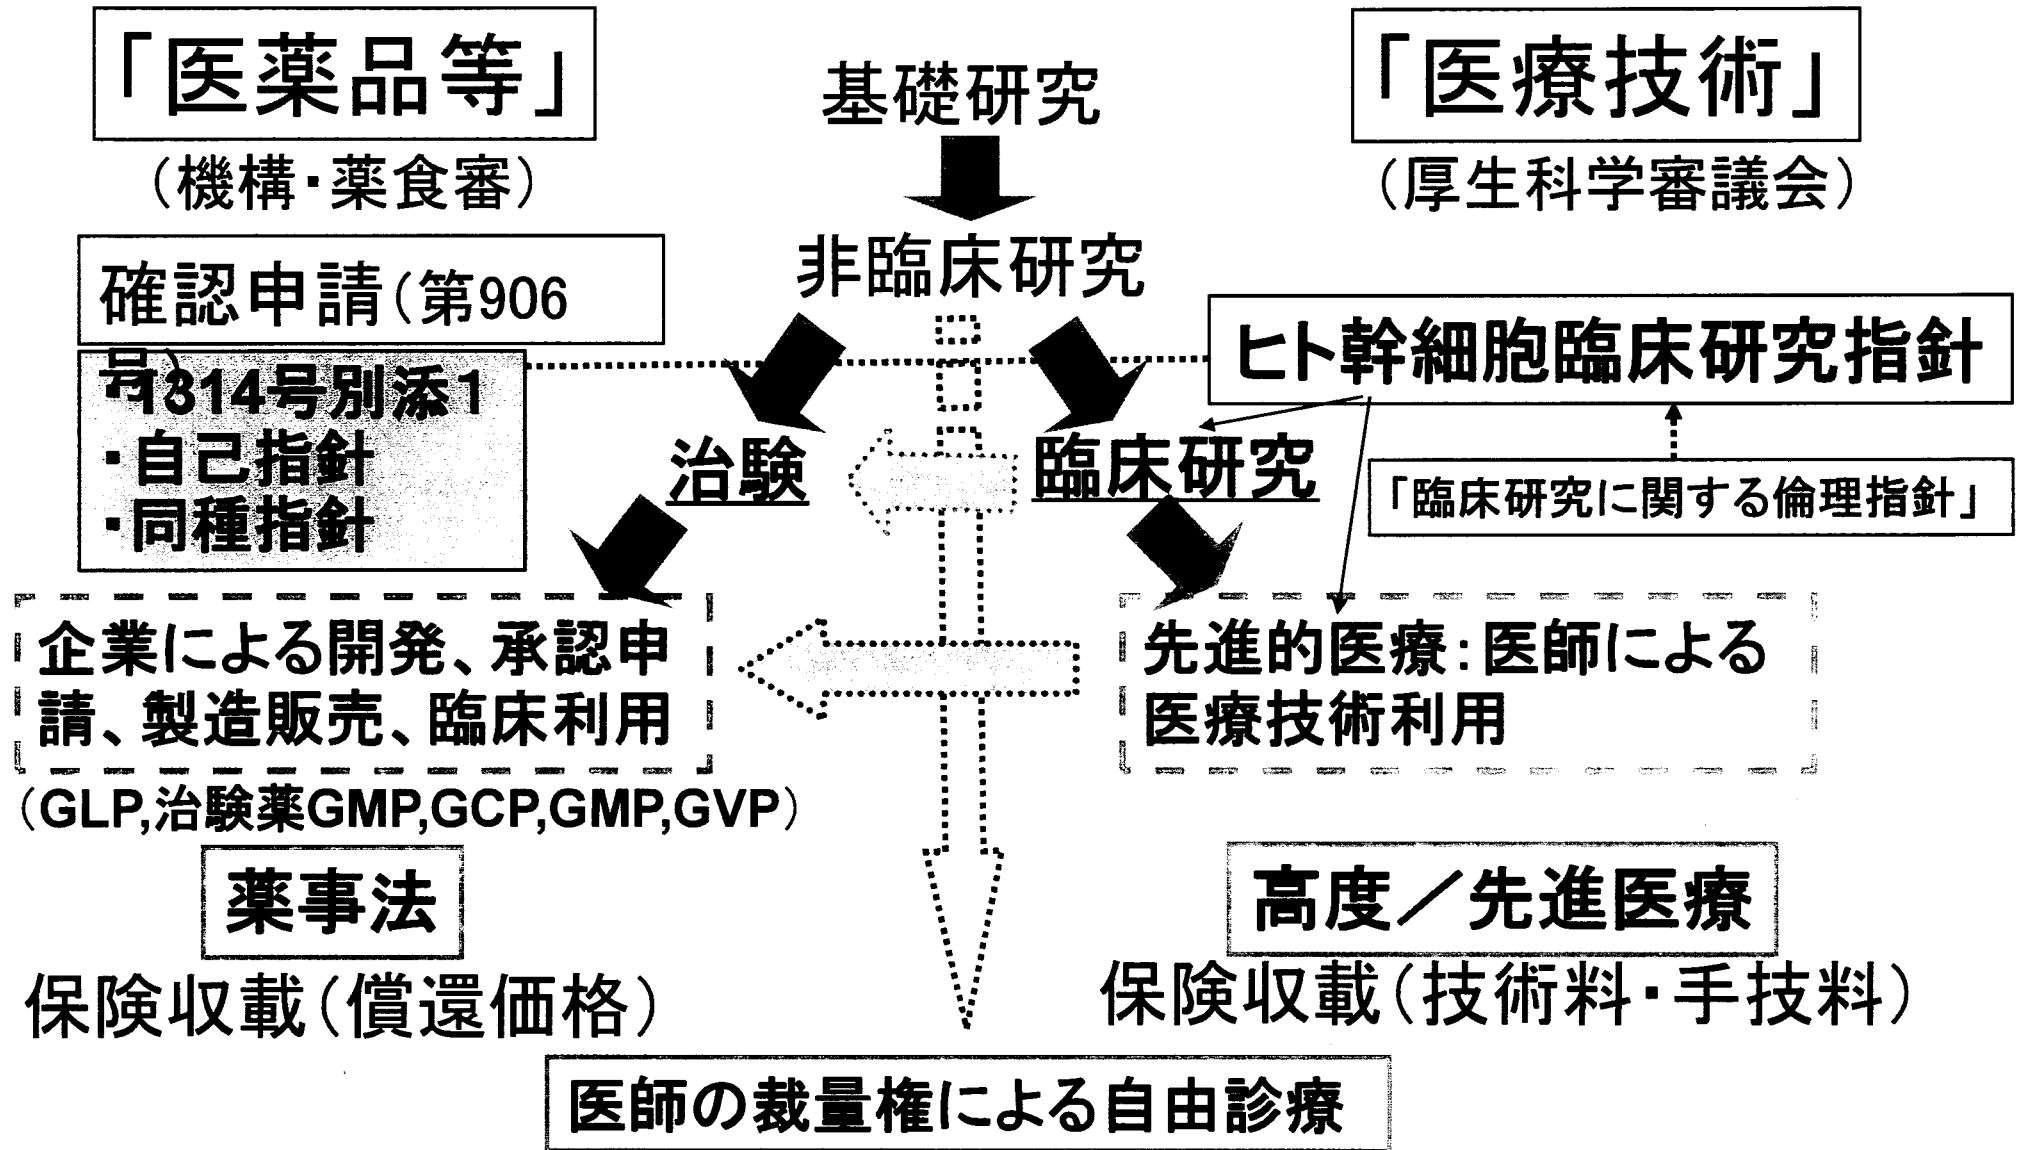 「医薬品等」
(機構・薬食審)
確認申請(第906
号)
・1314号別添1
・自己指針
・同種指針
基礎研究
非臨床研究
治験
臨床研究
「医療技術」
(厚生科学審議会)
ヒト幹細胞臨床研究指針
「臨床研究に関する倫理指針」
企業による開発、承認申
請、製造販売、臨床利用
(GLP,治験薬GMP,GCP,GMP,GVP)
薬事法
保険収載(償還価格)
先進的医療:医師による
医療技術利用
高度/先進医療
保険収載(技術料・手技料)
医師の裁量権による自由診療